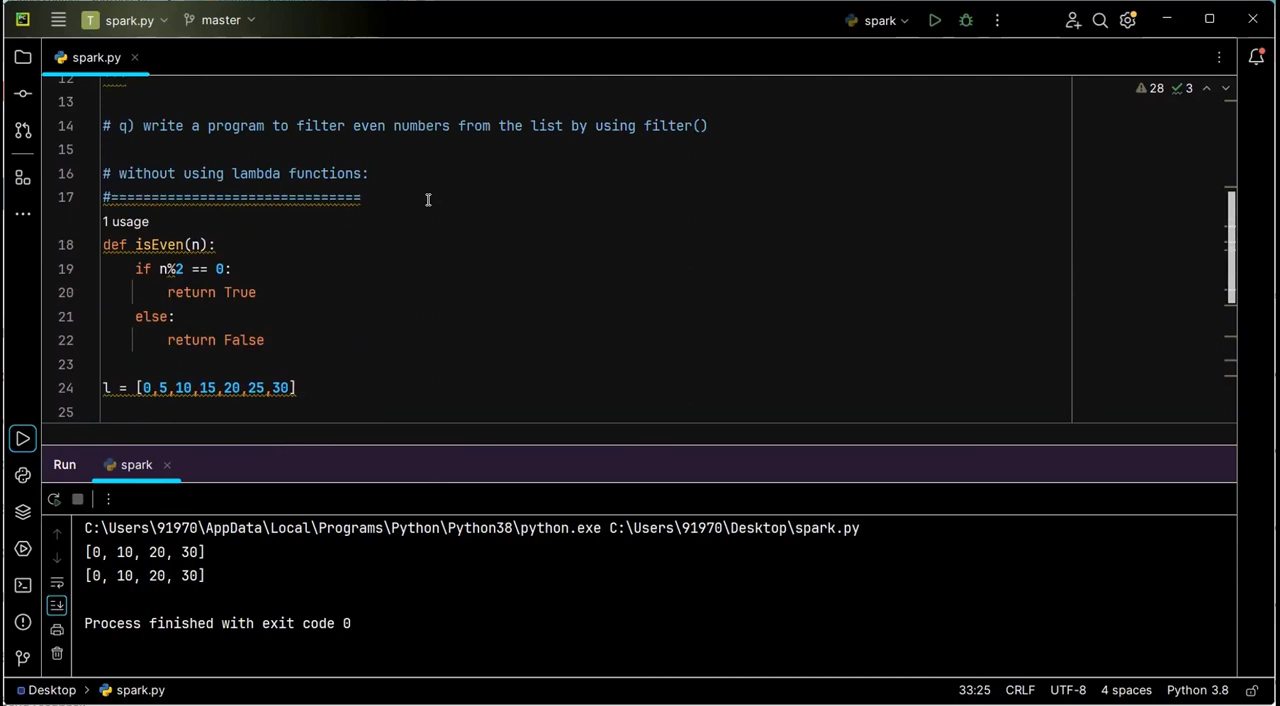 T spark.py master spark
spark.py
12
13
14 # q) write a program to filter even numbers from the list by using filter()
15
16 # without using lambda functions:
17 #===============================
1 usage
18 def isEven(n):
19 if n%2 == 0:
20 return True
21 else:
22 return False
23
24 l = [0,5,10,15,20,25,30]
25
28 3
Run spark
C:\Users\91970\AppData\Local\Programs\Python\Python38\python.exe C:\Users\91970\Desktop\spark.py
[0, 10, 20, 30]
[0, 10, 20, 30]
Process finished with exit code 0
Desktop > spark.py 33:25 CRLF UTF-8 4 spaces Python 3.8